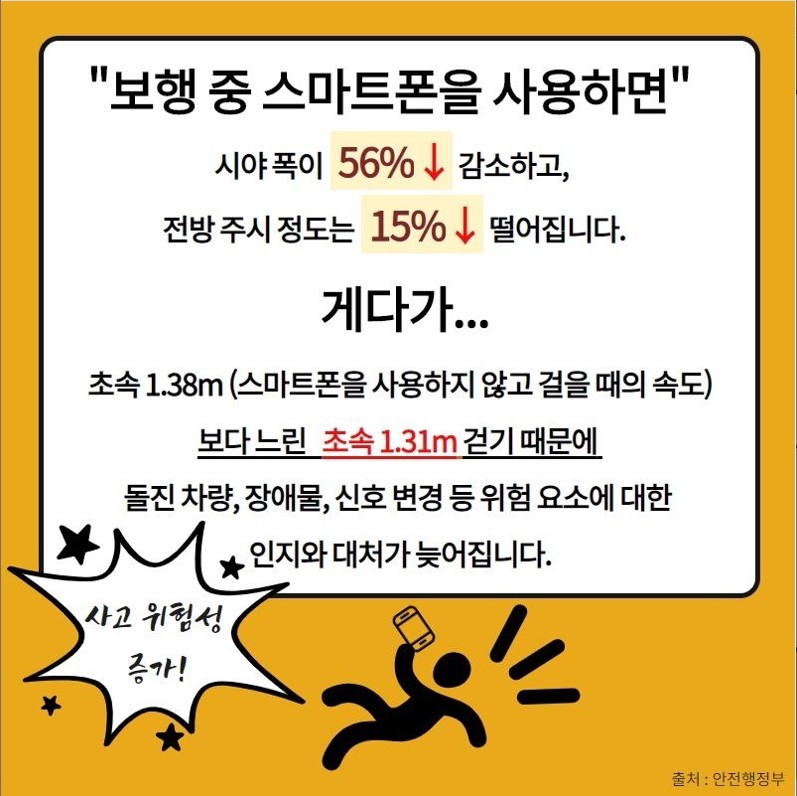 "보행 중 스마트폰을 사용하면"
시야 폭이 56%↓ 감소하고,
전방 주시 정도는 15%↓ 떨어집니다.
게다가...
초속 1.38m (스마트폰을 사용하지 않고 걸을 때의 속도)
보다 느린 초속 1.31m 걷기 때문에
돌진 차량, 장애물, 신호 변경 등 위험 요소에 대한
인지와 대처가 늦어집니다.
사고 위험성
증가!
출처 : 안전행정부